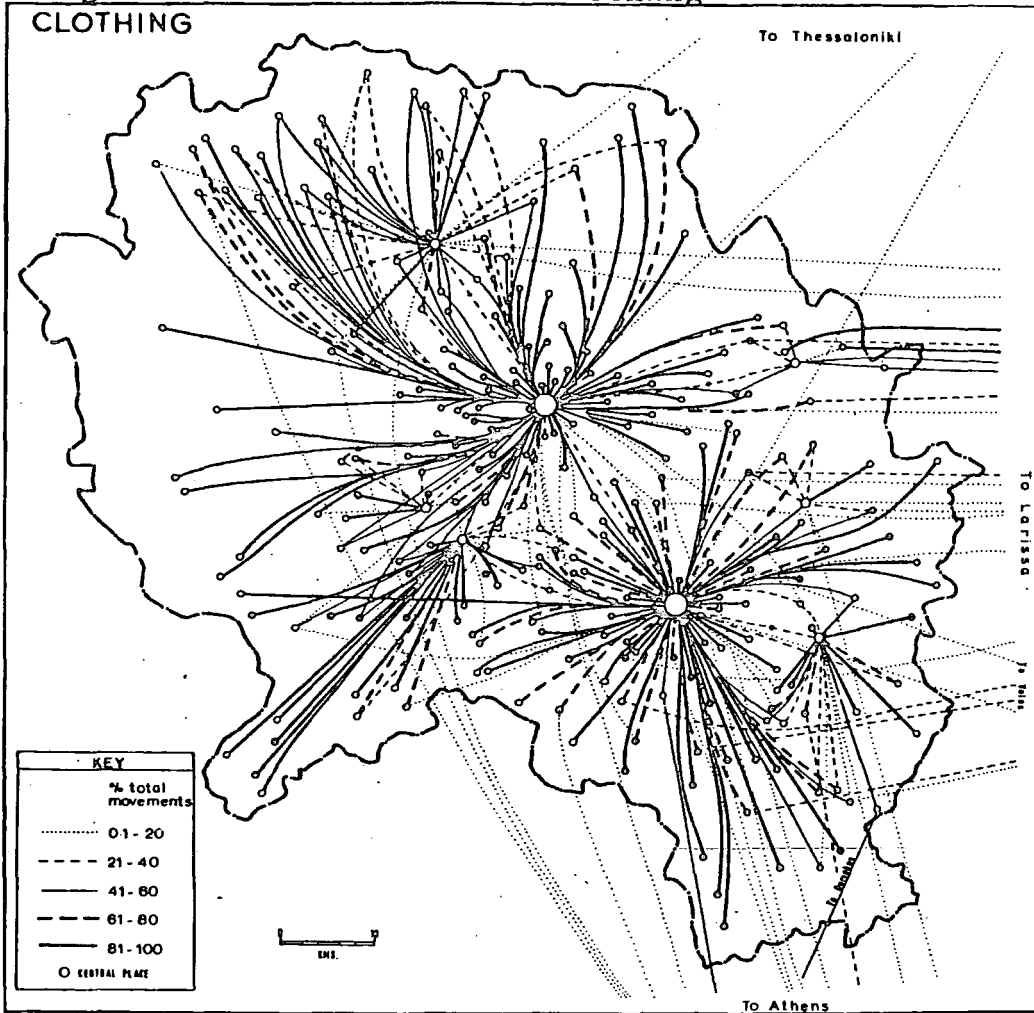 CLOTHING
To Thessaloniki
To Larissa
To Athens
KEY
% total
movements
0.1 - 20
21 - 40
41 - 60
61 - 80
81 - 100
CENTRAL PLACE
KMS.